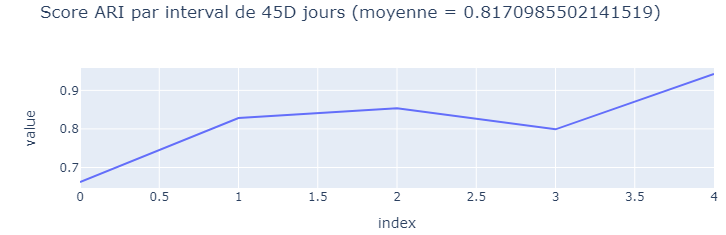 Score ARI par interval de 45D jours (moyenne = 0.8170985502141519)
0.9
0.8
0.7
value
0 0.5 1 1.5 2 2.5 3 3.5 4
index